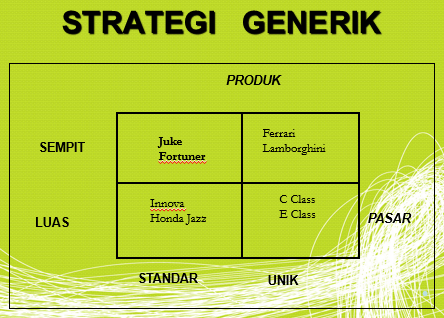 STRATEGI GENERIK
PRODUK
SEMPIT
Juke
Fortuner
Ferrari
Lamborghini
LUAS
Innova
Honda Jazz
C Class
E Class
PASAR
STANDAR
UNIK